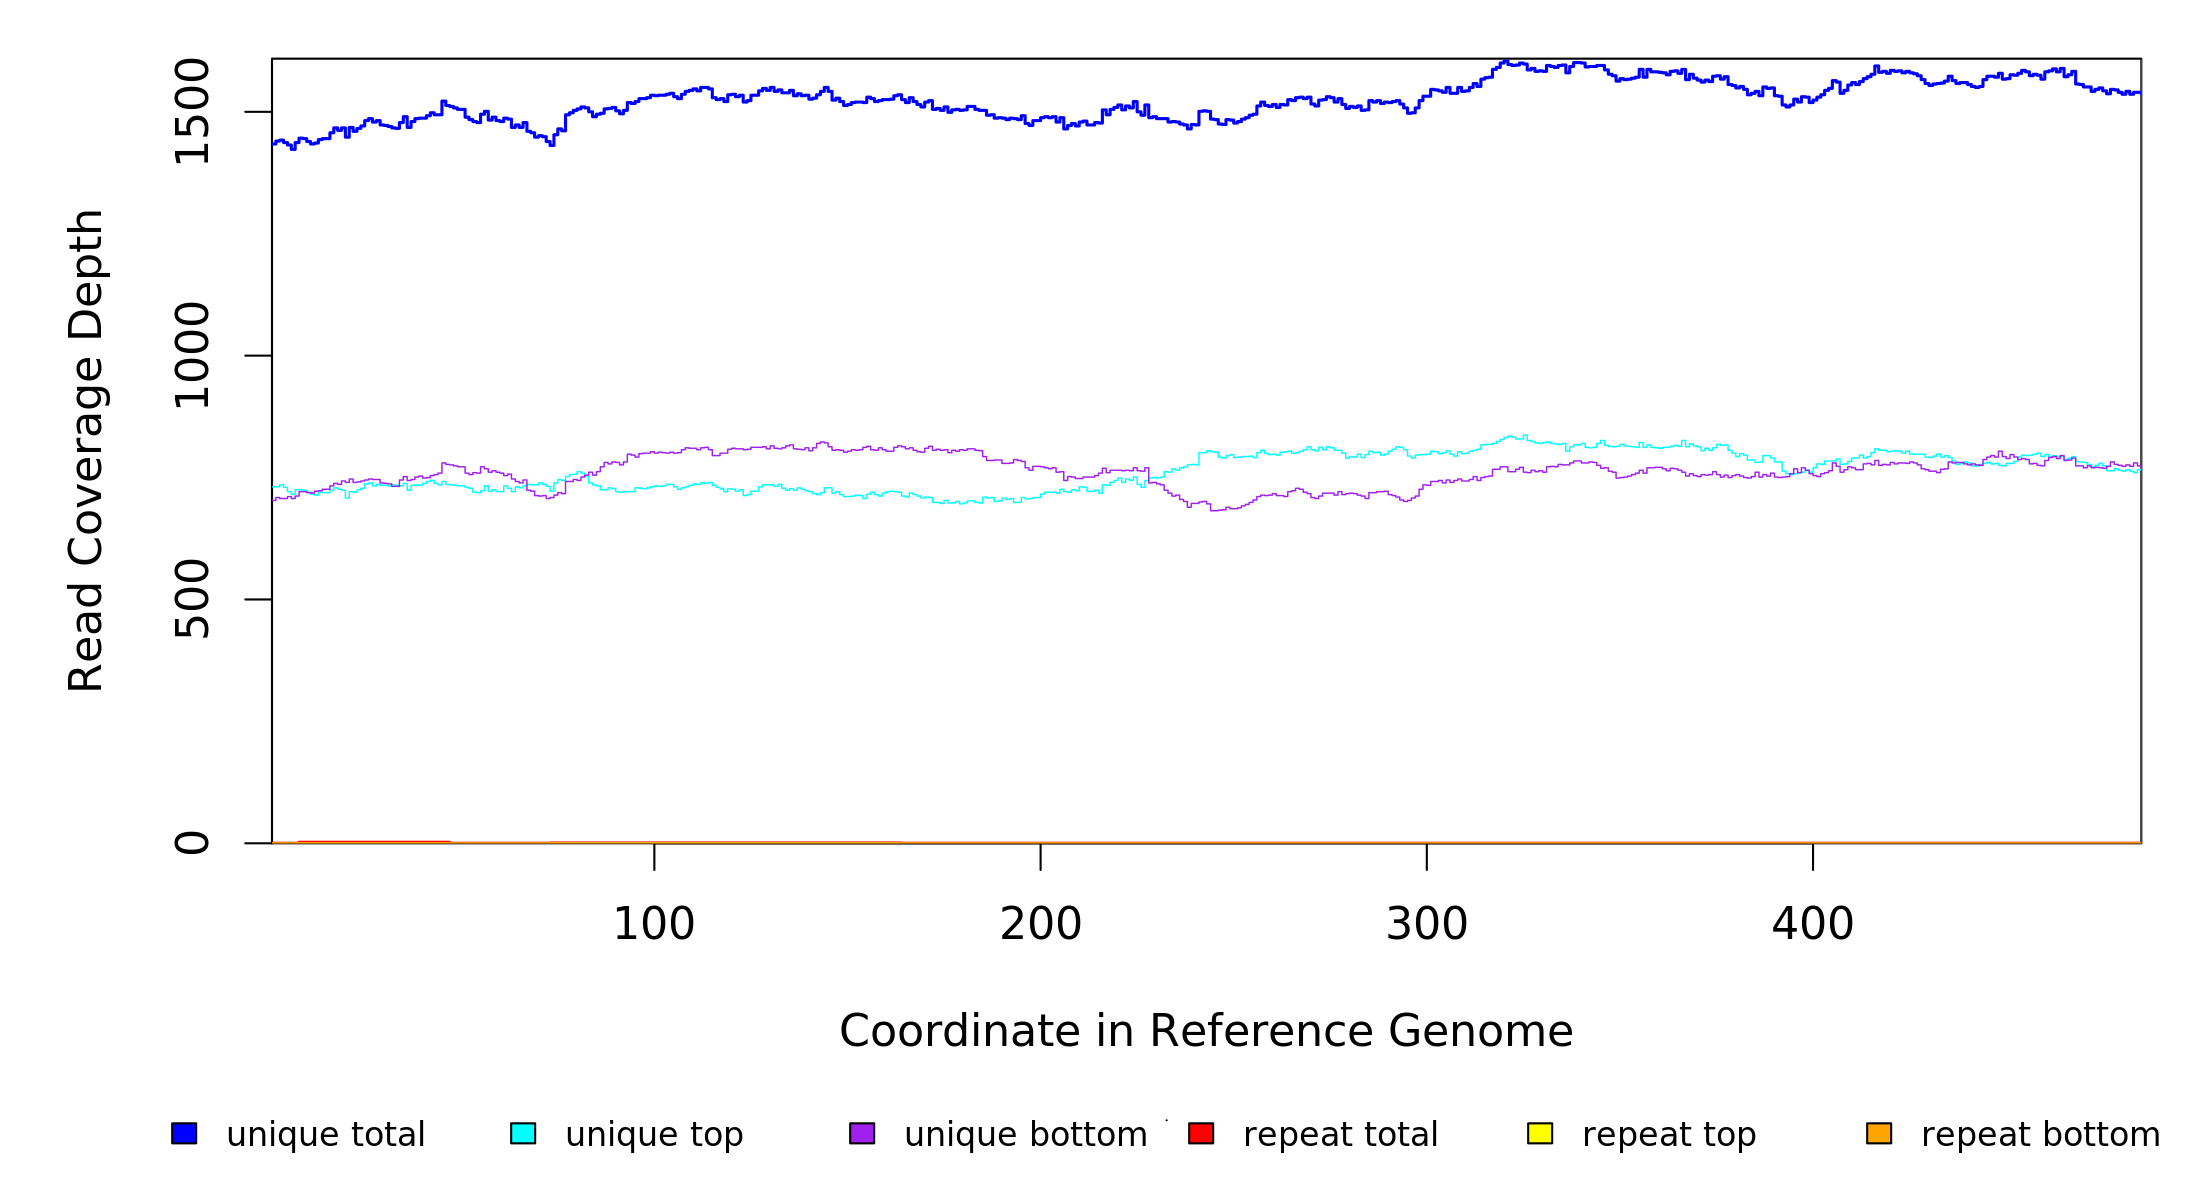 Read Coverage Depth
1500
1000
500
0
100 200 300 400
Coordinate in Reference Genome
unique total unique top unique bottom repeat total repeat top repeat bottom